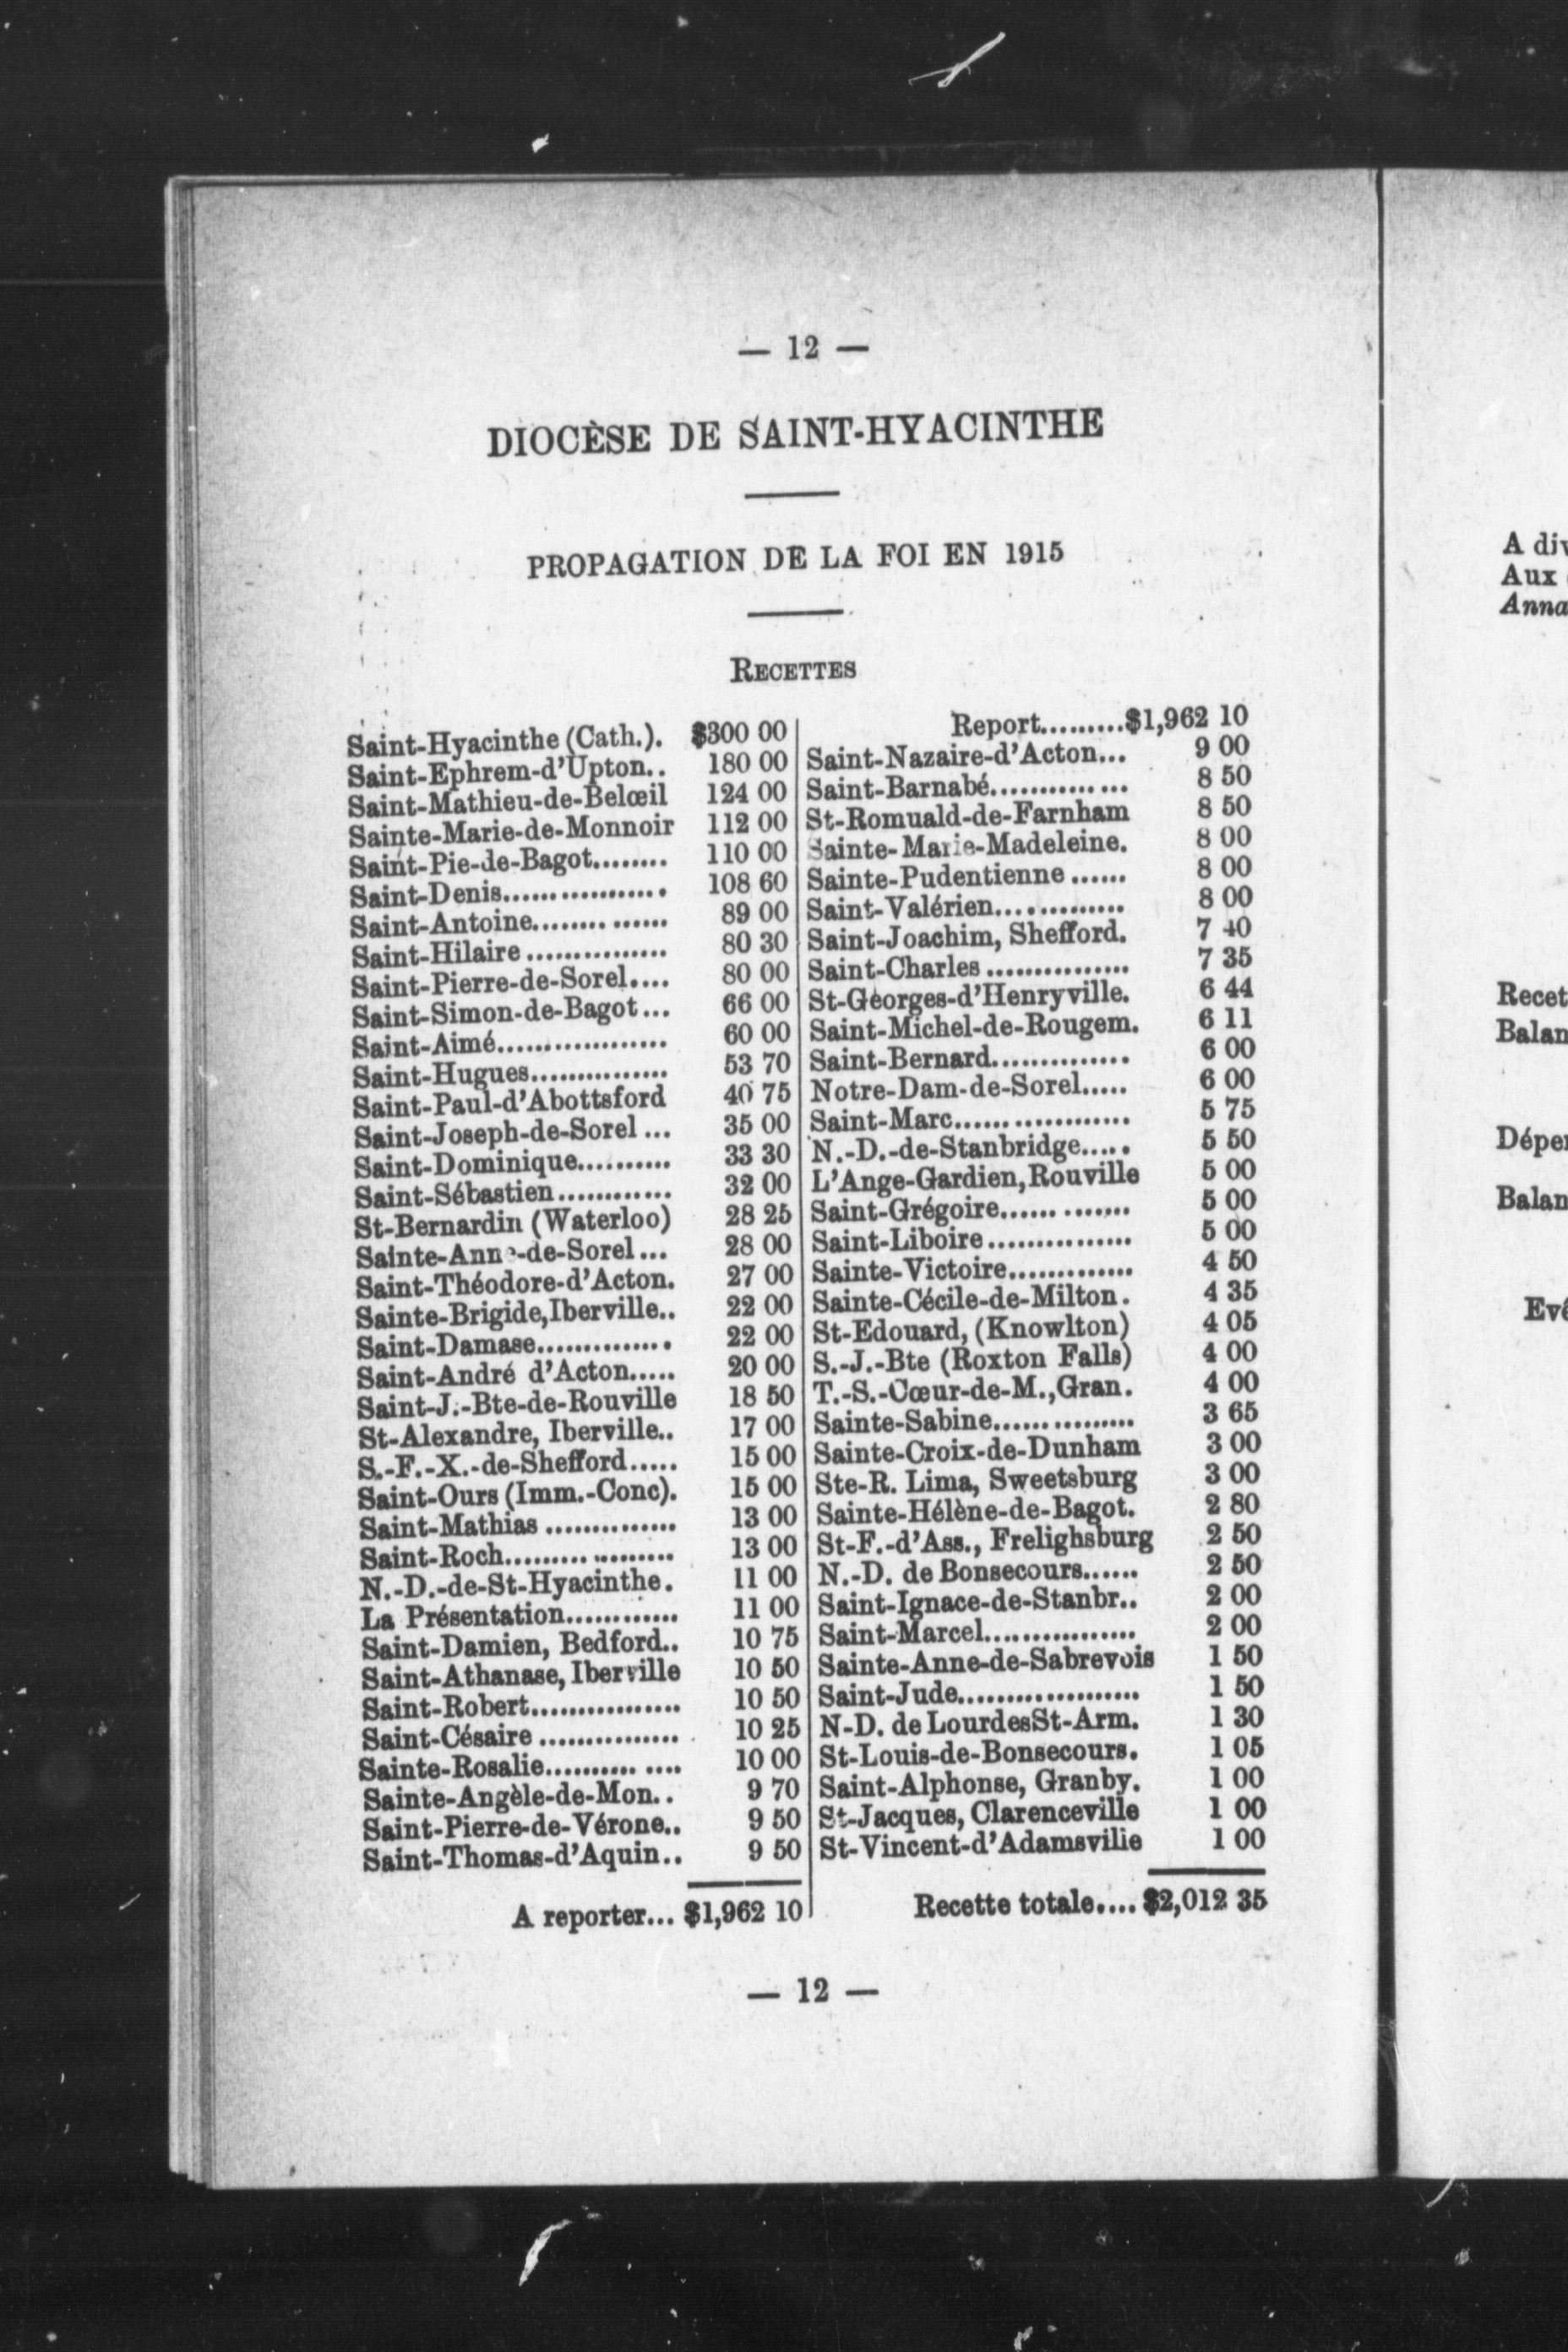 — 12 —
DIOCÈSE DE SAINT-HYACINTHE
PROPAGATION DE LA FOI EN 1915
RECETTES
Saint-Hyacinthe (Cath.). $300 00
Saint-Ephrem-d'Upton.. 180 00
Saint-Mathieu-de-Belœil 124 00
Sainte-Marie-de-Monnoir 112 00
Saint-Pie-de-Bagot........ 110 00
Saint-Denis................. 108 60
Saint-Antoine.............. 89 00
Saint-Hilaire ............... 80 30
Saint-Pierre-de-Sorel.... 80 00
Saint-Simon-de-Bagot... 66 00
Saint-Aimé.................. 60 00
Saint-Hugues............... 53 70
Saint-Paul-d'Abottsford 40 75
Saint-Joseph-de-Sorel ... 35 00
Saint-Dominique.......... 33 30
Saint-Sébastien............ 32 00
St-Bernardin (Waterloo) 28 25
Sainte-Anne-de-Sorel... 28 00
Saint-Théodore-d'Acton. 27 00
Sainte-Brigide,Iberville.. 22 00
Saint-Damase.............. 22 00
Saint-André d'Acton..... 20 00
Saint-J.-Bte-de-Rouville 18 50
St-Alexandre, Iberville.. 17 00
S.-F.-X.-de-Shefford..... 15 00
Saint-Ours (Imm.-Conc). 15 00
Saint-Mathias .............. 13 00
Saint-Roch.................. 13 00
N.-D.-de-St-Hyacinthe. 11 00
La Présentation............ 11 00
Saint-Damien, Bedford.. 10 75
Saint-Athanase, Iberville 10 50
Saint-Robert................ 10 50
Saint-Césaire ............... 10 25
Sainte-Rosalie.............. 10 00
Sainte-Angèle-de-Mon.. 9 70
Saint-Pierre-de-Vérone.. 9 50
Saint-Thomas-d'Aquin.. 9 50
A reporter... $1,962 10
Report.........$1,962 10
Saint-Nazaire-d'Acton... 9 00
Saint-Barnabé.............. 8 50
St-Romuald-de-Farnham 8 50
Sainte-Marie-Madeleine. 8 00
Sainte-Pudentienne ...... 8 00
Saint-Valérien.............. 8 00
Saint-Joachim, Shefford. 7 40
Saint-Charles ............... 7 35
St-Georges-d'Henryville. 6 44
Saint-Michel-de-Rougem. 6 11
Saint-Bernard.............. 6 00
Notre-Dam-de-Sorel..... 6 00
Saint-Marc.................. 5 75
N.-D.-de-Stanbridge..... 5 50
L'Ange-Gardien,Rouville 5 00
Saint-Grégoire............. 5 00
Saint-Liboire............... 5 00
Sainte-Victoire............. 4 50
Sainte-Cécile-de-Milton. 4 35
St-Edouard, (Knowlton) 4 05
S.-J.-Bte (Roxton Falls) 4 00
T.-S.-Cœur-de-M.,Gran. 4 00
Sainte-Sabine............... 3 65
Sainte-Croix-de-Dunham 3 00
Ste-R. Lima, Sweetsburg 3 00
Sainte-Hélène-de-Bagot. 2 80
St-F.-d'Ass., Frelighsburg 2 50
N.-D. de Bonsecours...... 2 50
Saint-Ignace-de-Stanbr.. 2 00
Saint-Marcel................ 2 00
Sainte-Anne-de-Sabrevois 1 50
Saint-Jude................... 1 50
N-D. de LourdesSt-Arm. 1 30
St-Louis-de-Bonsecours. 1 05
Saint-Alphonse, Granby. 1 00
St-Jacques, Clarenceville 1 00
St-Vincent-d'Adamsville 1 00
Recette totale.... $2,012 35
— 12 —
A
Aux